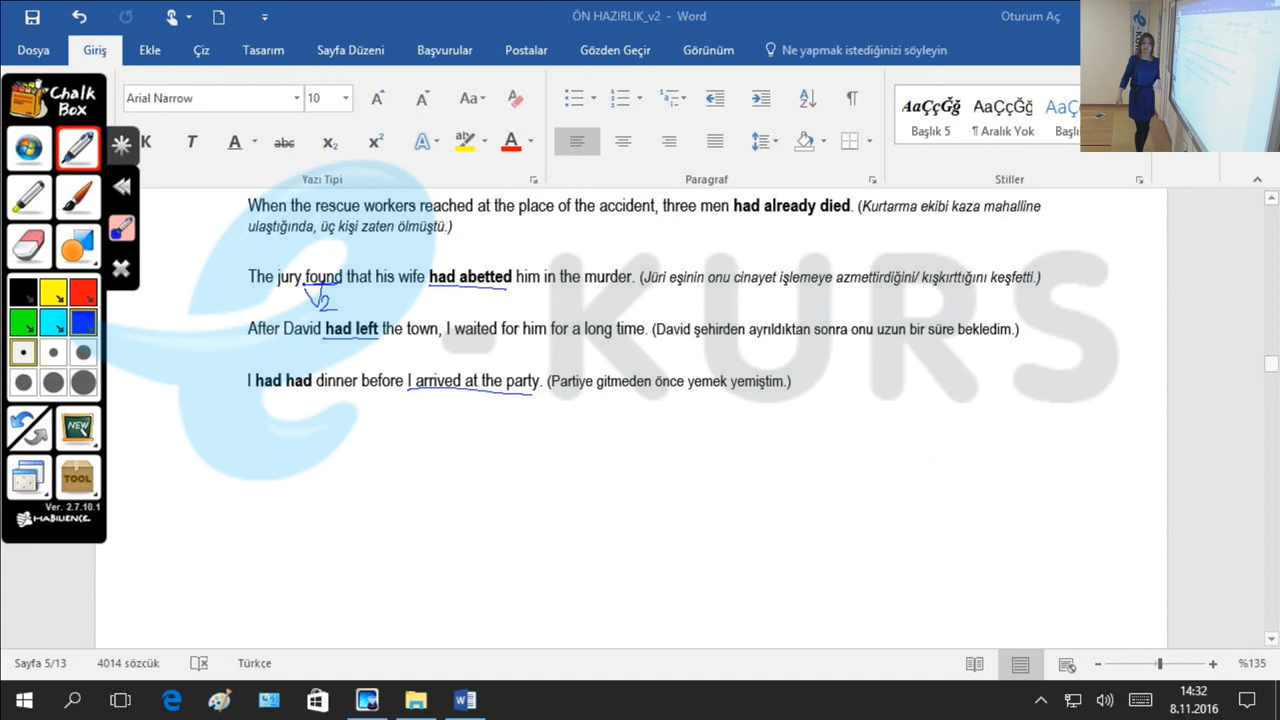 ÖN HAZIRLIK_v2 - Word
Oturum Aç
Dosya Giriş Ekle Çiz Tasarım Sayfa Düzeni Başvurular Postalar Gözden Geçir Görünüm Ne yapmak istediğinizi söyleyin
Chalk
Box
Arial Narrow 10 Aa
AaÇçĞğ AaÇçĞğ AaÇç
K T A abc x₂ x² A aby A
Başlık 5 ¶ Aralık Yok Başlı
Yazı Tipi Paragraf Stiller
When the rescue workers reached at the place of the accident, three men had already died. (Kurtarma ekibi kaza mahalline
ulaştığında, üç kişi zaten ölmüştü.)
The jury found that his wife had abetted him in the murder. (Jüri eşinin onu cinayet işlemeye azmettirdiğini/ kışkırttığını keşfetti.)
V2
After David had left the town, I waited for him for a long time. (David şehirden ayrıldıktan sonra onu uzun bir süre bekledim.)
I had had dinner before I arrived at the party. (Partiye gitmeden önce yemek yemiştim.)
e-KURS
NEW
TOOL
Ver. 2.7.10.1
HABILIENCE
Sayfa 5/13 4014 sözcük Türkçe %135
14:32
8.11.2016